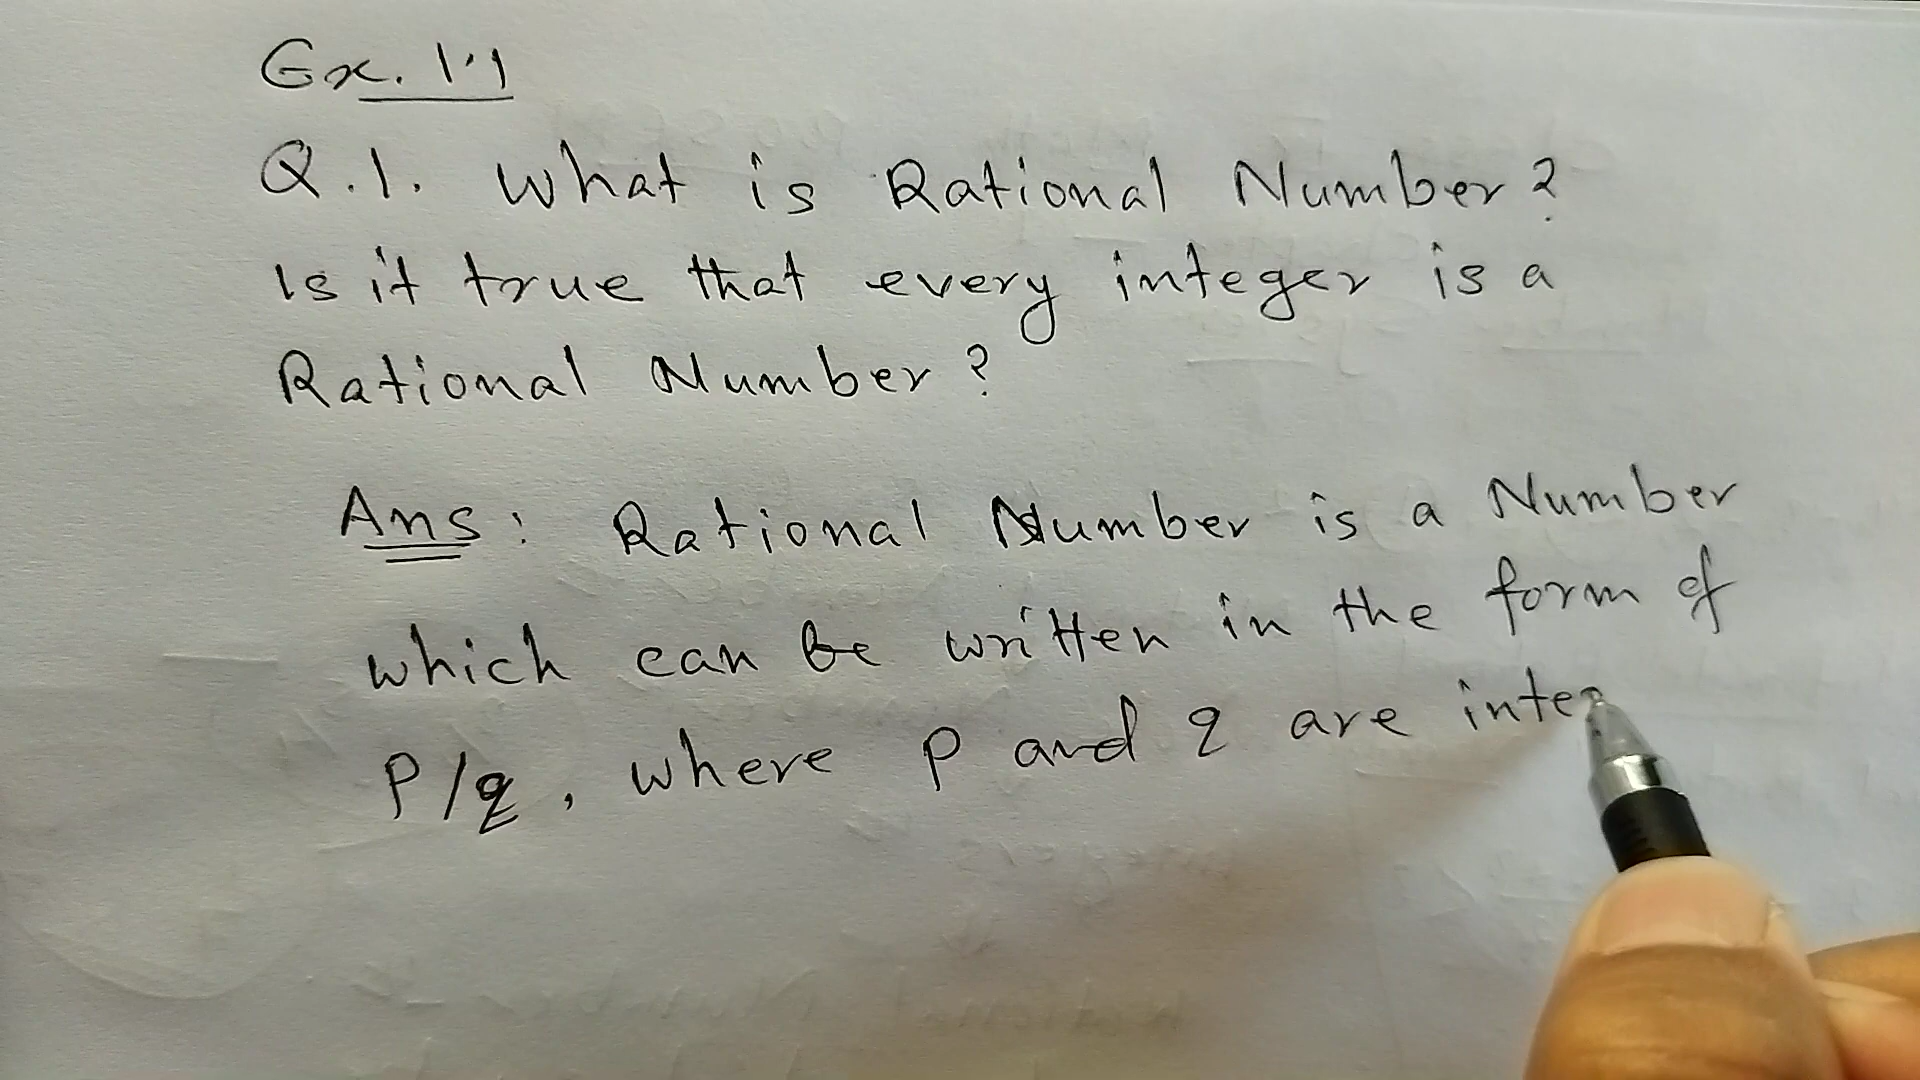 Ex. 1.1
Q.1. What is Rational Number?
Is it true that every integer is a
Rational Number?
Ans: Rational Number is a Number
which can be written in the form of
P/q, where p and q are inte